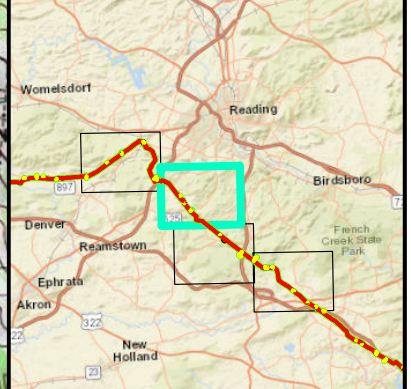 Womelsdorf
Reading
Birdsboro
897
Denver
French
Creek State
Park
Reamstown
Ephrata
Akron
322
New
Holland
23